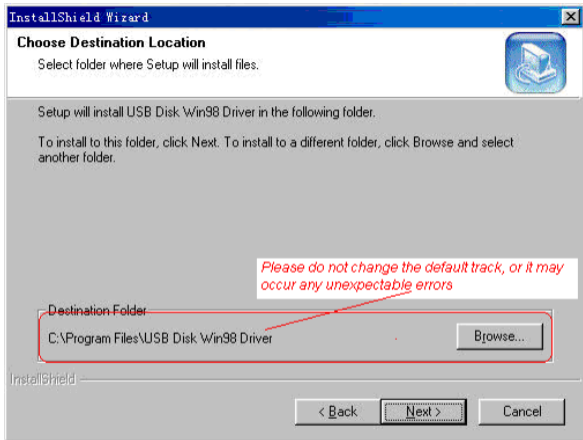 InstallShield Wizard
Choose Destination Location
Select folder where Setup will install files.
Setup will install USB Disk Win98 Driver in the following folder.
To install to this folder, click Next. To install to a different folder, click Browse and select
another folder.
Please do not change the default track, or it may
occur any unexpectable errors
Destination Folder
C:\Program Files\USB Disk Win98 Driver
Browse...
InstallShield
< Back
Next >
Cancel